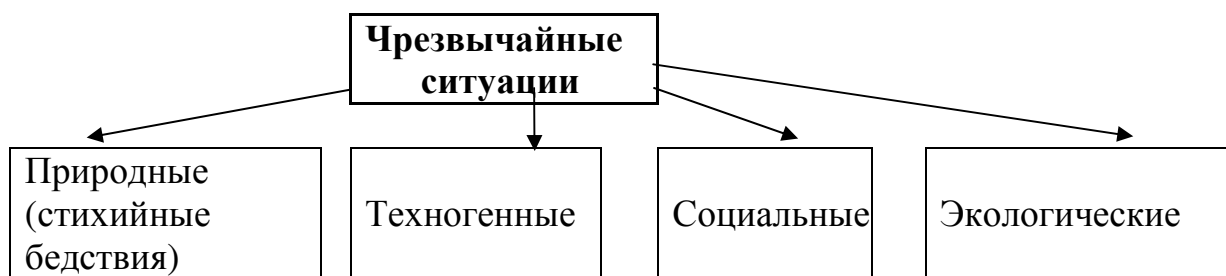 Чрезвычайные
ситуации
Природные
(стихийные
бедствия)
Техногенные
Социальные
Экологические